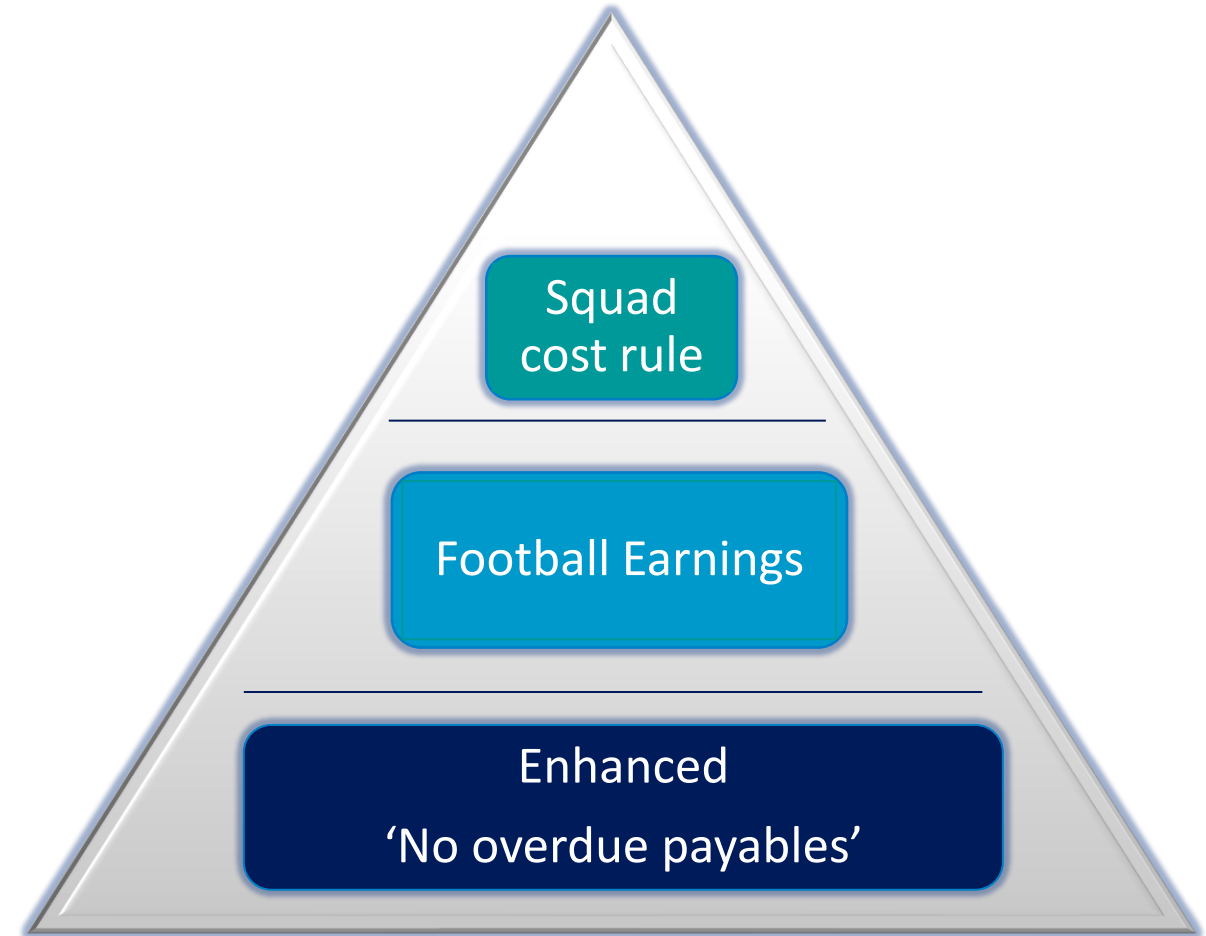 Squad
cost rule
Football Earnings
Enhanced
‘No overdue payables’